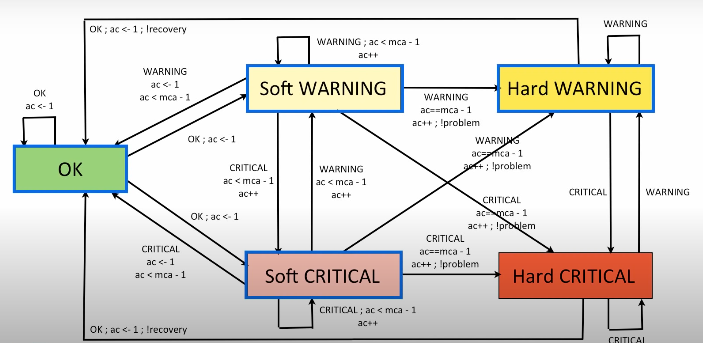 OK ; ac <- 1 ; !recovery
WARNING
WARNING ; ac < mca - 1
ac++
WARNING
ac <- 1
ac < mca - 1
Soft WARNING
Hard WARNING
OK
ac <- 1
WARNING
ac==mca - 1
ac++ ; !problem
OK ; ac <- 1
WARNING
ac==mca - 1
ac++ ; !problem
OK
CRITICAL
ac < mca - 1
ac++
WARNING
ac < mca - 1
ac++
CRITICAL
WARNING
OK ; ac <- 1
CRITICAL
ac==mca - 1
ac++ ; !problem
CRITICAL
ac <- 1
ac < mca - 1
CRITICAL
ac==mca - 1
ac++ ; !problem
Soft CRITICAL
Hard CRITICAL
CRITICAL ; ac < mca - 1
ac++
OK ; ac <- 1 ; !recovery
CRITICAL